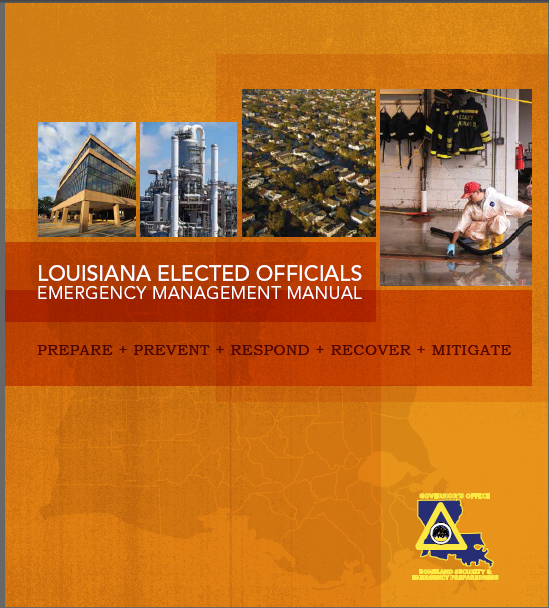 LOUISIANA ELECTED OFFICIALS
EMERGENCY MANAGEMENT MANUAL
PREPARE + PREVENT + RESPOND + RECOVER + MITIGATE
GOVERNOR'S OFFICE
HOMELAND SECURITY &
EMERGENCY PREPAREDNESS